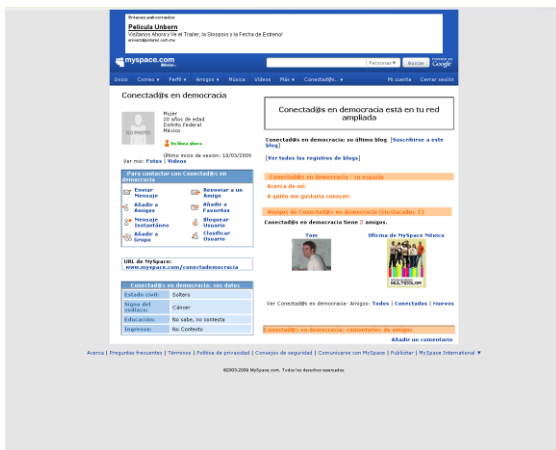 Enlaces patrocinados
Película Unborn
Visítanos Ahora y Ve el Trailer, la Sinopsis y la Fecha de Estreno!
myspace.com
México
Personas
Buscar
Google
Inicio Correo Perfil Amigos Música Videos Más Conectad@s.. Mi cuenta Cerrar sesión
Conectad@s en democracia
NO PHOTO
Mujer
20 años de edad
Distrito Federal
México
En línea ahora
Último inicio de sesión: 10/03/2009
Ver mis: Fotos | Videos
Para contactar con Conectad@s en
democracia
Enviar Mensaje
Reenviar a un Amigo
Añadir a Amigos
Añadir a Favoritos
Mensaje Instantáneo
Bloquear Usuario
Añadir a Grupo
Clasificar Usuario
URL de MySpace:
www.myspace.com/conectademocracia
Conectad@s en democracia: sus datos
Estado civil: Soltero
Signo del zodiaco: Cáncer
Educación: No sabe, no contesta
Ingresos: No Contesto
Conectad@s en democracia está en tu red
ampliada
Conectad@s en democracia: su último blog [Suscribirse a este
blog]
[Ver todos los registros de blogs]
Conectad@s en democracia: su espacio
Acerca de mí:
A quién me gustaría conocer:
Amigos de Conectad@s en democracia (Destacados 2)
Conectad@s en democracia tiene 2 amigos.
Tom
Oficina de MySpace México
MULTICOLOR
Ver Conectad@s en democracia- Amigos: Todos | Conectados | Nuevos
Conectad@s en democracia: comentarios de amigos
Añadir un comentario
Acerca | Preguntas frecuentes | Términos | Política de privacidad | Consejos de seguridad | Comunicarse con MySpace | Publicitar | MySpace International
©2003-2009 MySpace.com. Todos los derechos reservados.